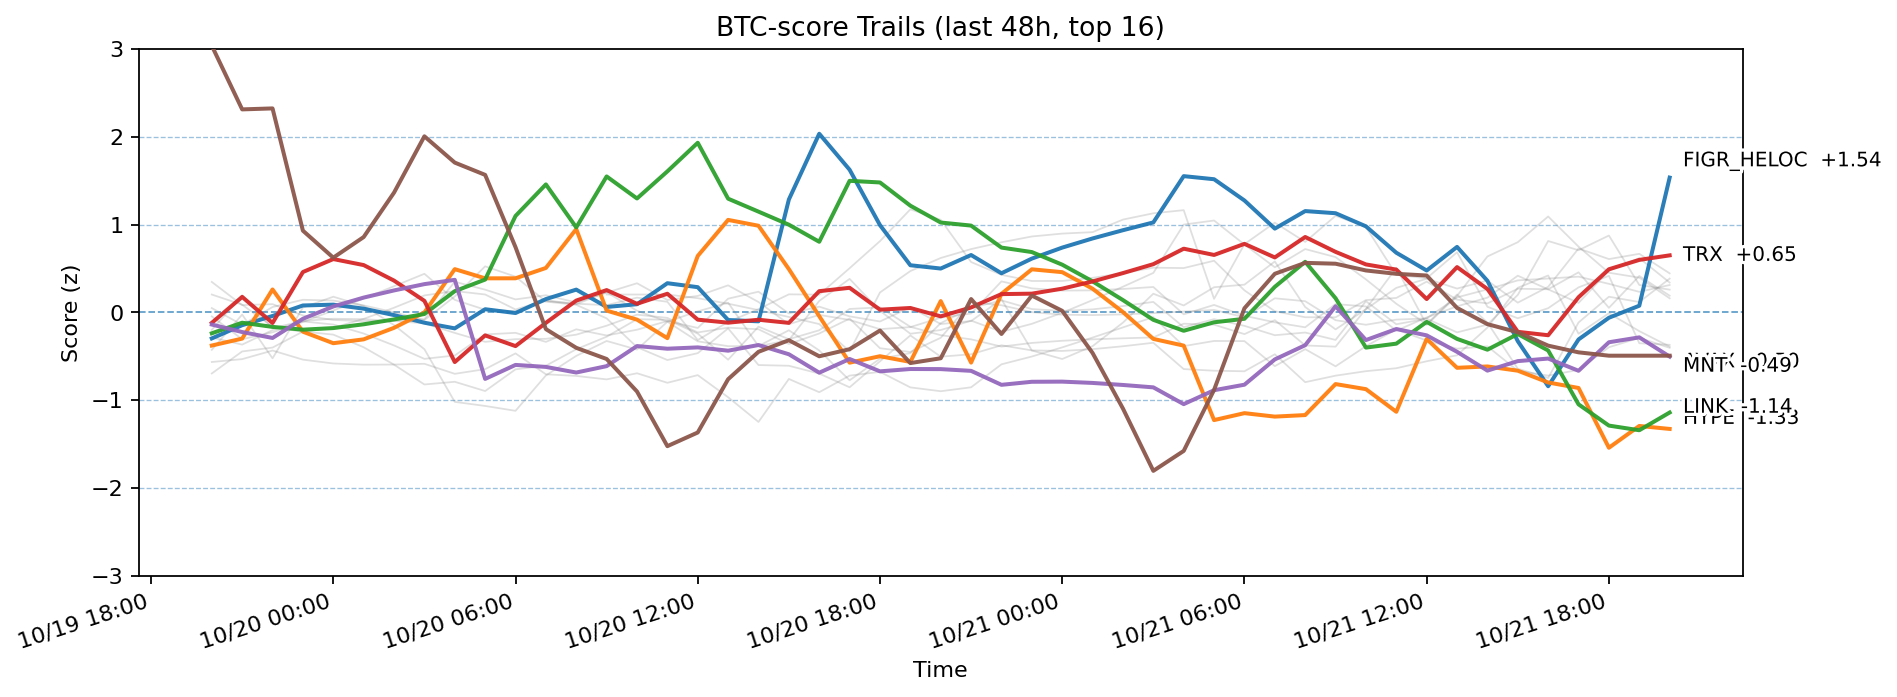 BTC-score Trails (last 48h, top 16)
3
2
1
0
−1
−2
−3
Score (z)
FIGR_HELOC +1.54
TRX +0.65
MNT -0.49
LINK -1.14
HYPE -1.33
10/19 18:00
10/20 00:00
10/20 06:00
10/20 12:00
10/20 18:00
10/21 00:00
10/21 06:00
10/21 12:00
10/21 18:00
Time